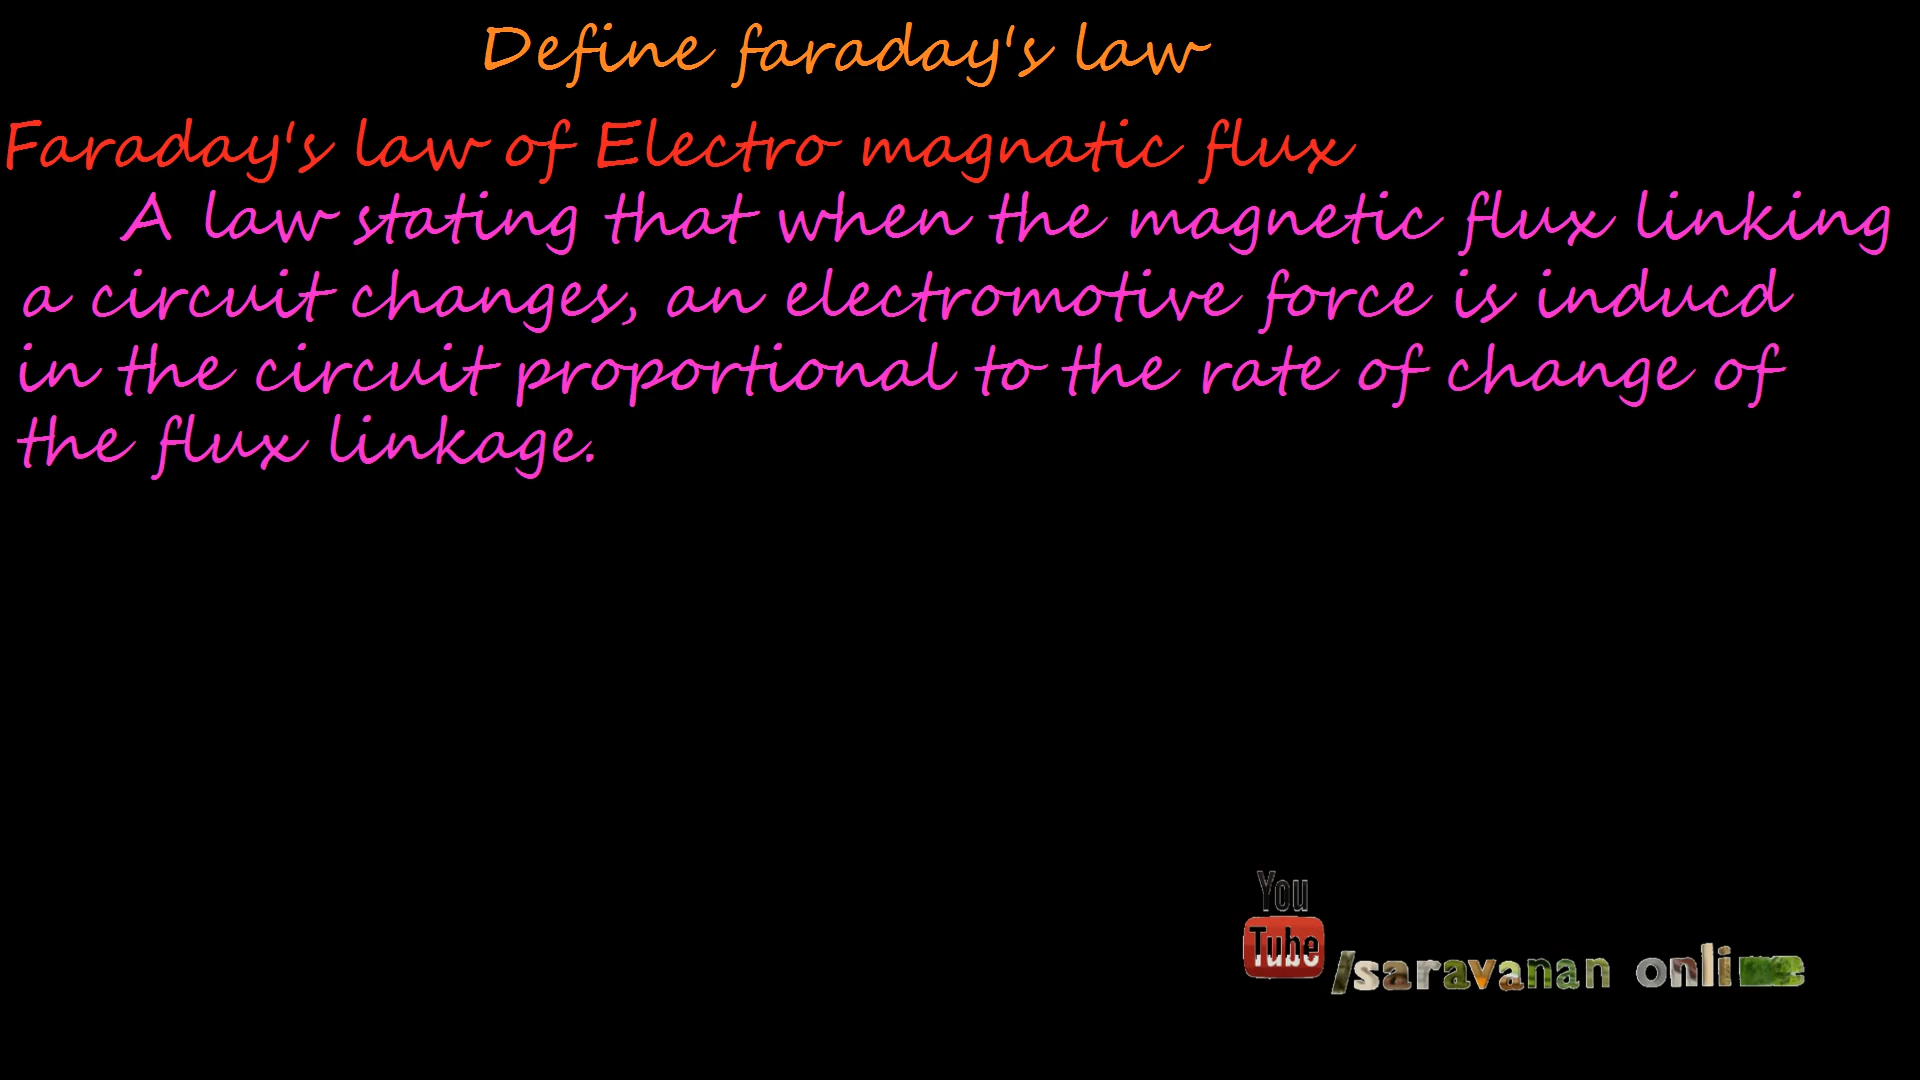 Define faraday's law
Faraday's law of Electro magnatic flux
A law stating that when the magnetic flux linking
a circuit changes, an electromotive force is inducd
in the circuit proportional to the rate of change of
the flux linkage.
You
Tube
/saravanan online